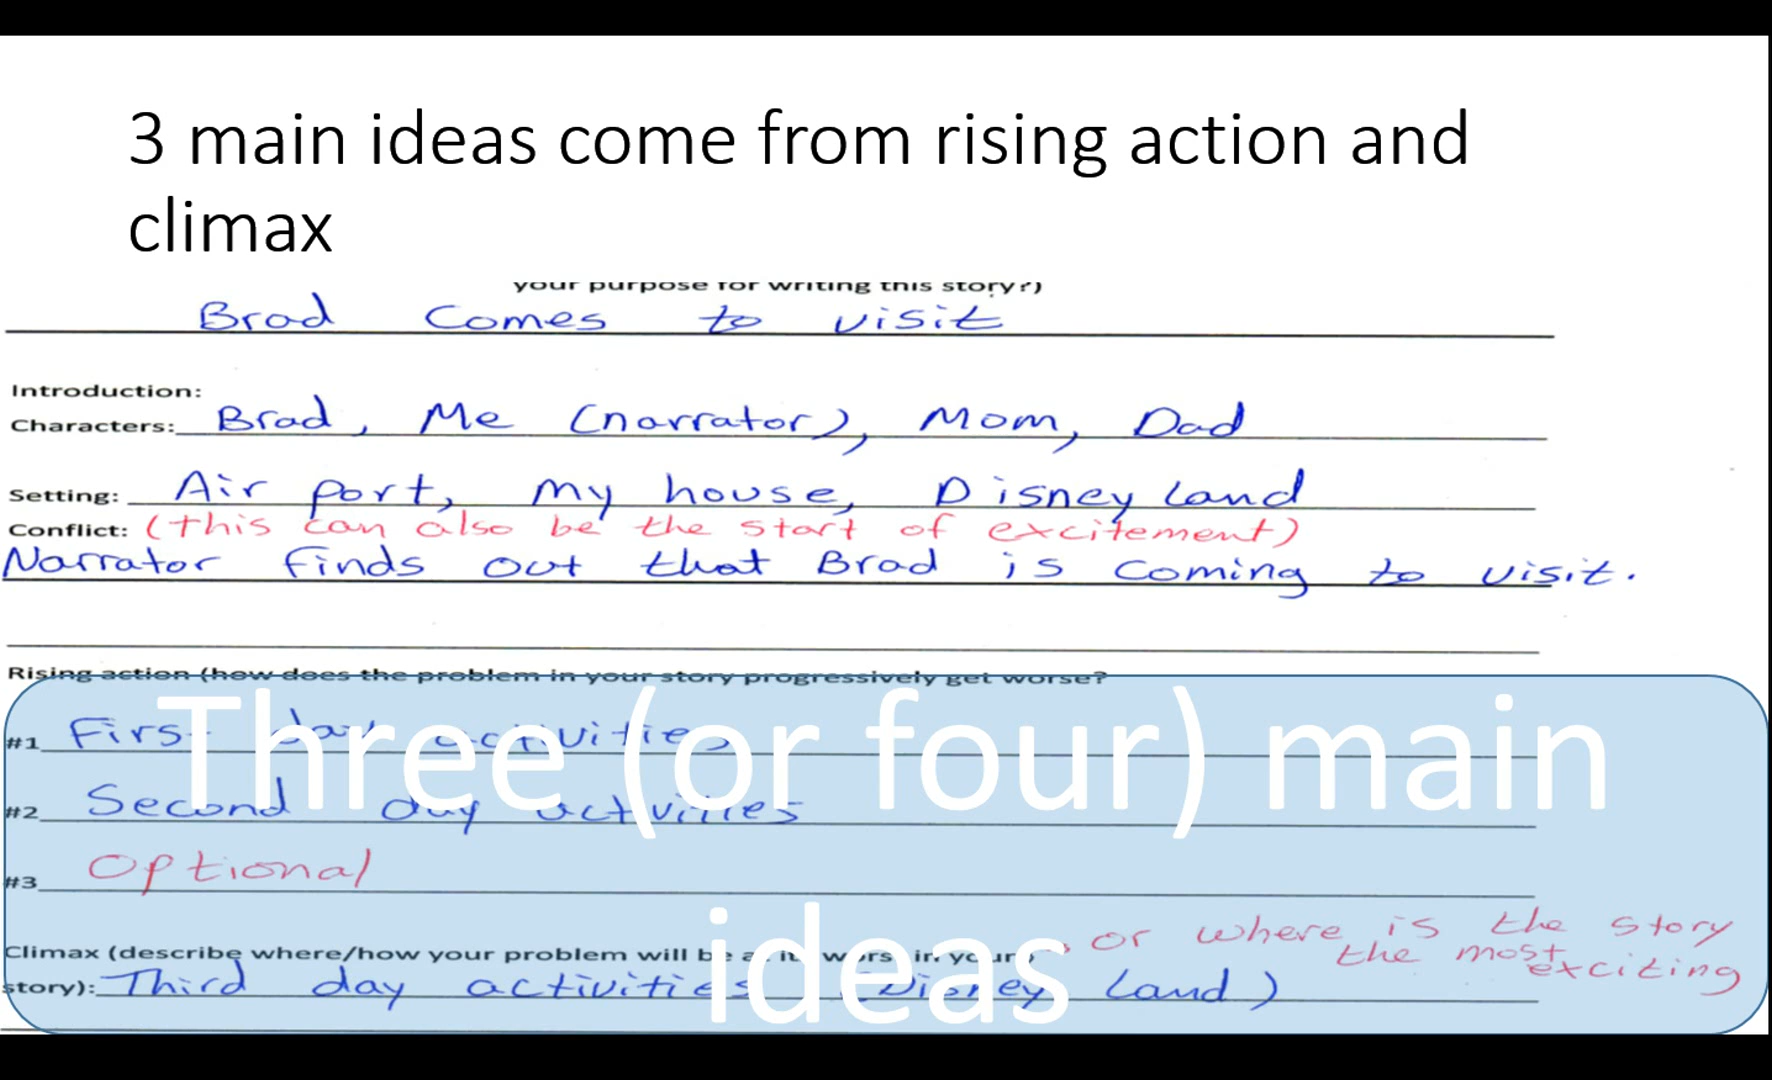 3 main ideas come from rising action and
climax
your purpose for writing this story?)
Brad Comes to visit
Introduction:
Characters: Brad, Me (narrator), Mom, Dad
Setting: Air port, my house, Disney Land
Conflict: (this can also be the start of excitement)
Narrator finds out that Brad is coming to visit.
Rising action (how does the problem in your story progressively get worse?
Three (or four) main
#1 First day activities
#2 Second day activities
#3 Optional
ideas
Climax (describe where/how your problem will be at its worst in your , or where is the story
the most
exciting
story): Third day activities (Disney Land)